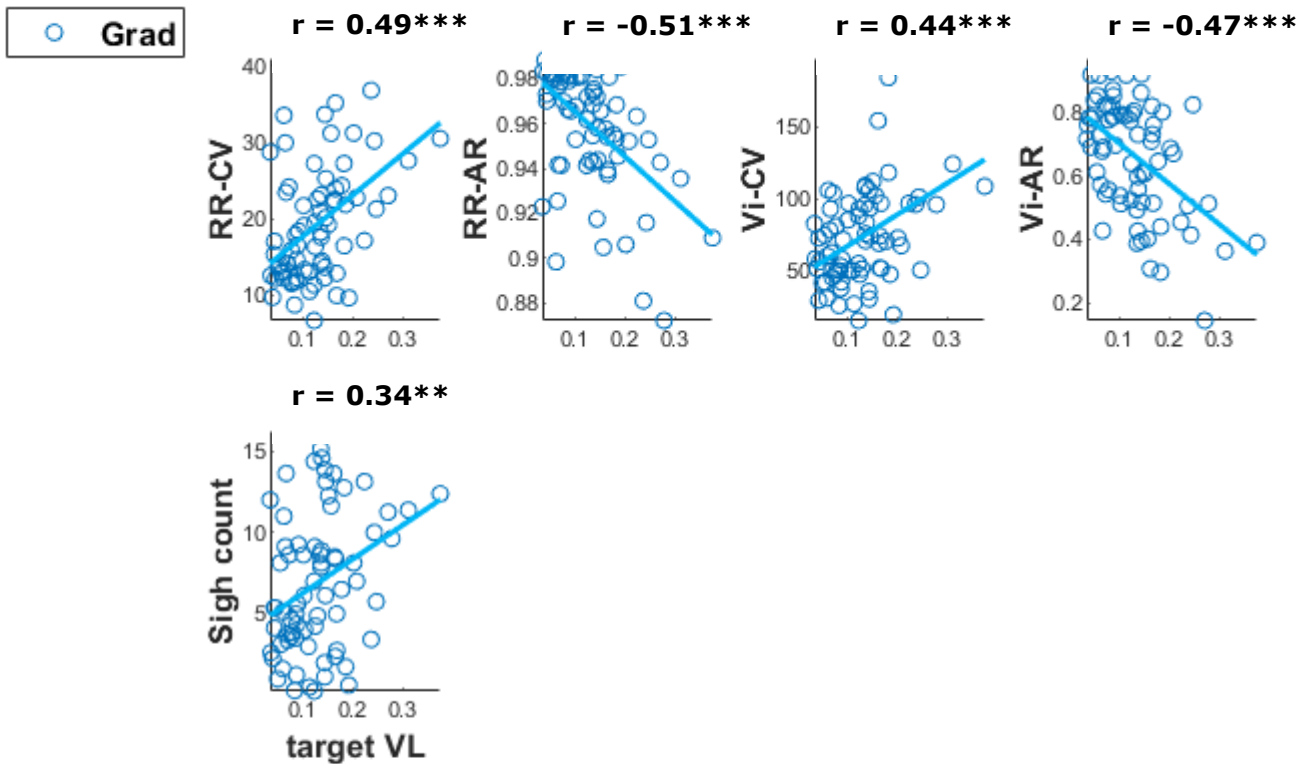 Grad
r = 0.49***
r = -0.51***
r = 0.44***
r = -0.47***
RR-CV
40
30
20
10
0.1 0.2 0.3
RR-AR
0.98
0.96
0.94
0.92
0.9
0.88
0.1 0.2 0.3
Vi-CV
150
100
50
0.1 0.2 0.3
Vi-AR
0.8
0.6
0.4
0.2
0.1 0.2 0.3
r = 0.34**
Sigh count
15
10
5
0.1 0.2 0.3
target VL